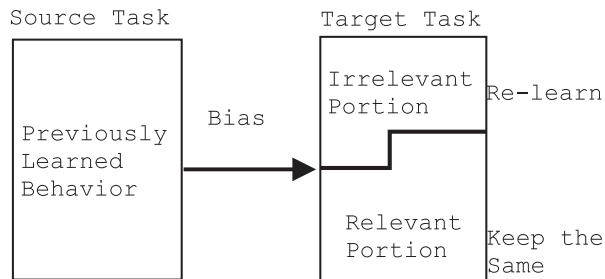 Source Task
Target Task
Previously
Learned
Behavior
Bias
Irrelevant
Portion
Re-learn
Relevant
Portion
Keep the
Same